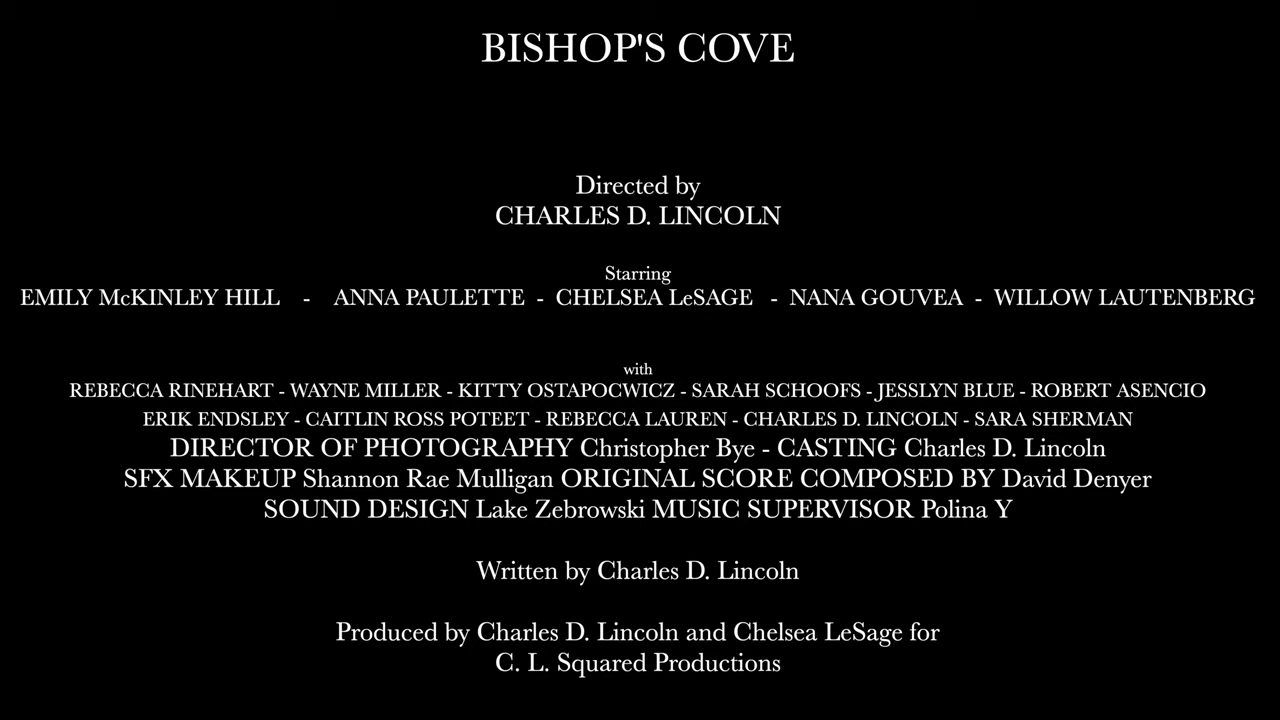 BISHOP'S COVE
Directed by
CHARLES D. LINCOLN
Starring
EMILY McKINLEY HILL - ANNA PAULETTE - CHELSEA LeSAGE - NANA GOUVEA - WILLOW LAUTENBERG
with
REBECCA RINEHART - WAYNE MILLER - KITTY OSTAPOCWICZ - SARAH SCHOOFS - JESSLYN BLUE - ROBERT ASENCIO
ERIK ENDSLEY - CAITLIN ROSS POTEET - REBECCA LAUREN - CHARLES D. LINCOLN - SARA SHERMAN
DIRECTOR OF PHOTOGRAPHY Christopher Bye - CASTING Charles D. Lincoln
SFX MAKEUP Shannon Rae Mulligan ORIGINAL SCORE COMPOSED BY David Denyer
SOUND DESIGN Lake Zebrowski MUSIC SUPERVISOR Polina Y
Written by Charles D. Lincoln
Produced by Charles D. Lincoln and Chelsea LeSage for
C. L. Squared Productions